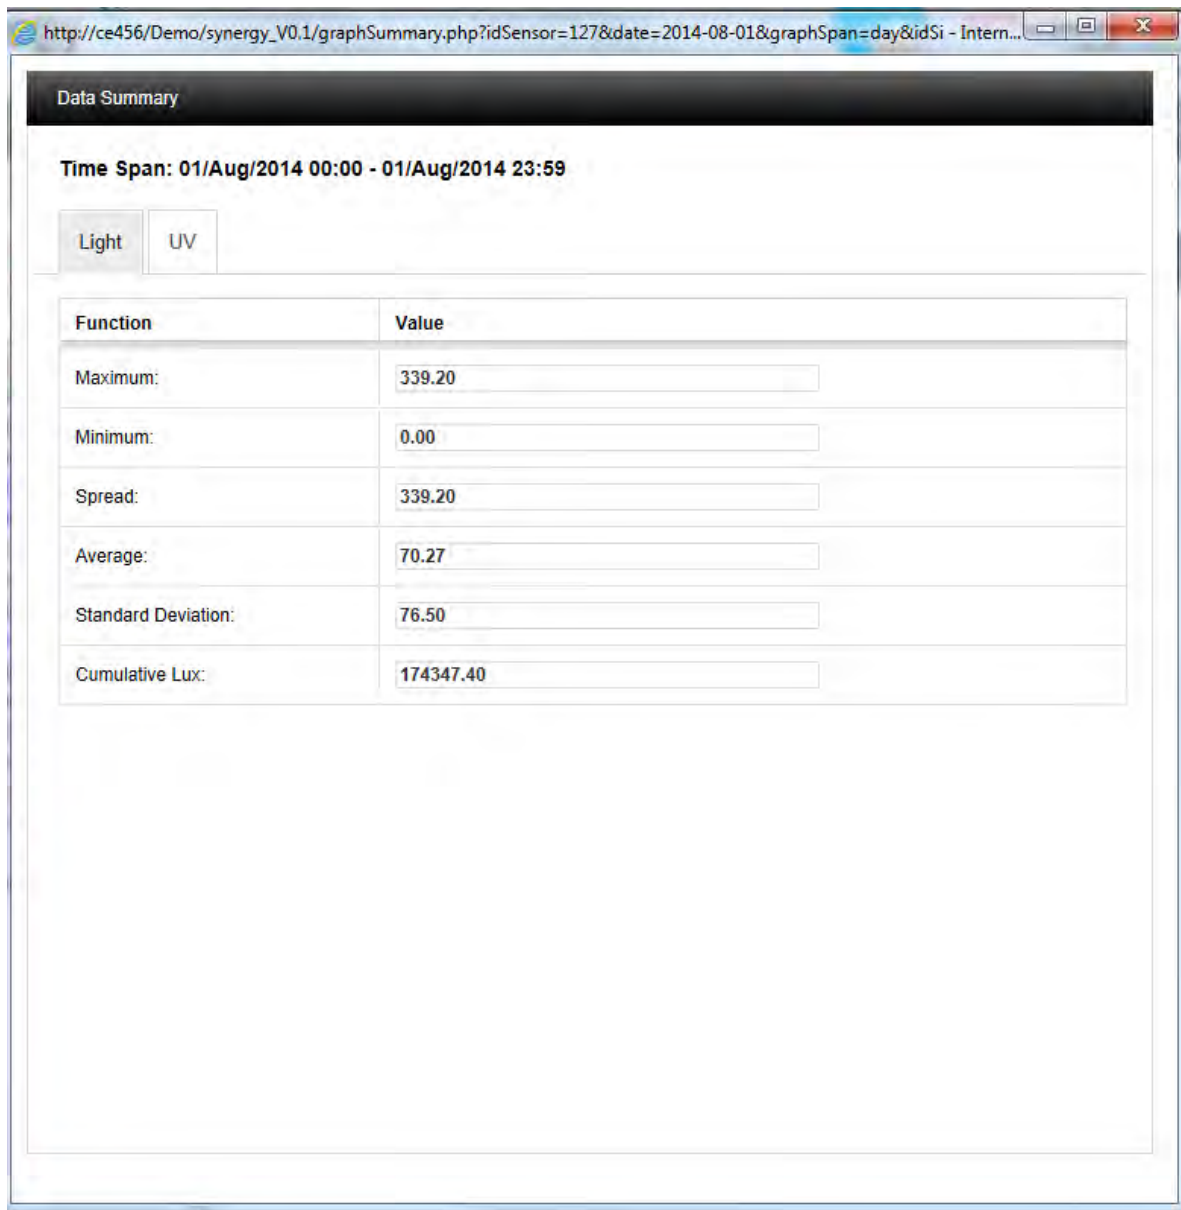 http://ce456/Demo/synergy_V0.1/graphSummary.php?idSensor=127&date=2014-08-01&graphSpan=day&idSi - Intern...
Data Summary
Time Span: 01/Aug/2014 00:00 - 01/Aug/2014 23:59
Light UV
Function Value
Maximum: 339.20
Minimum: 0.00
Spread: 339.20
Average: 70.27
Standard Deviation: 76.50
Cumulative Lux: 174347.40